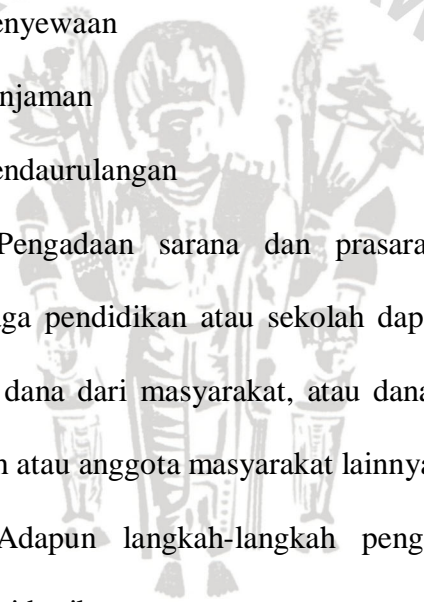 enyewaan
njaman
endaurulangan
Pengadaan sarana dan prasara
ga pendidikan atau sekolah dap
dana dari masyarakat, atau dana
n atau anggota masyarakat lainnya
Adapun langkah-langkah peng